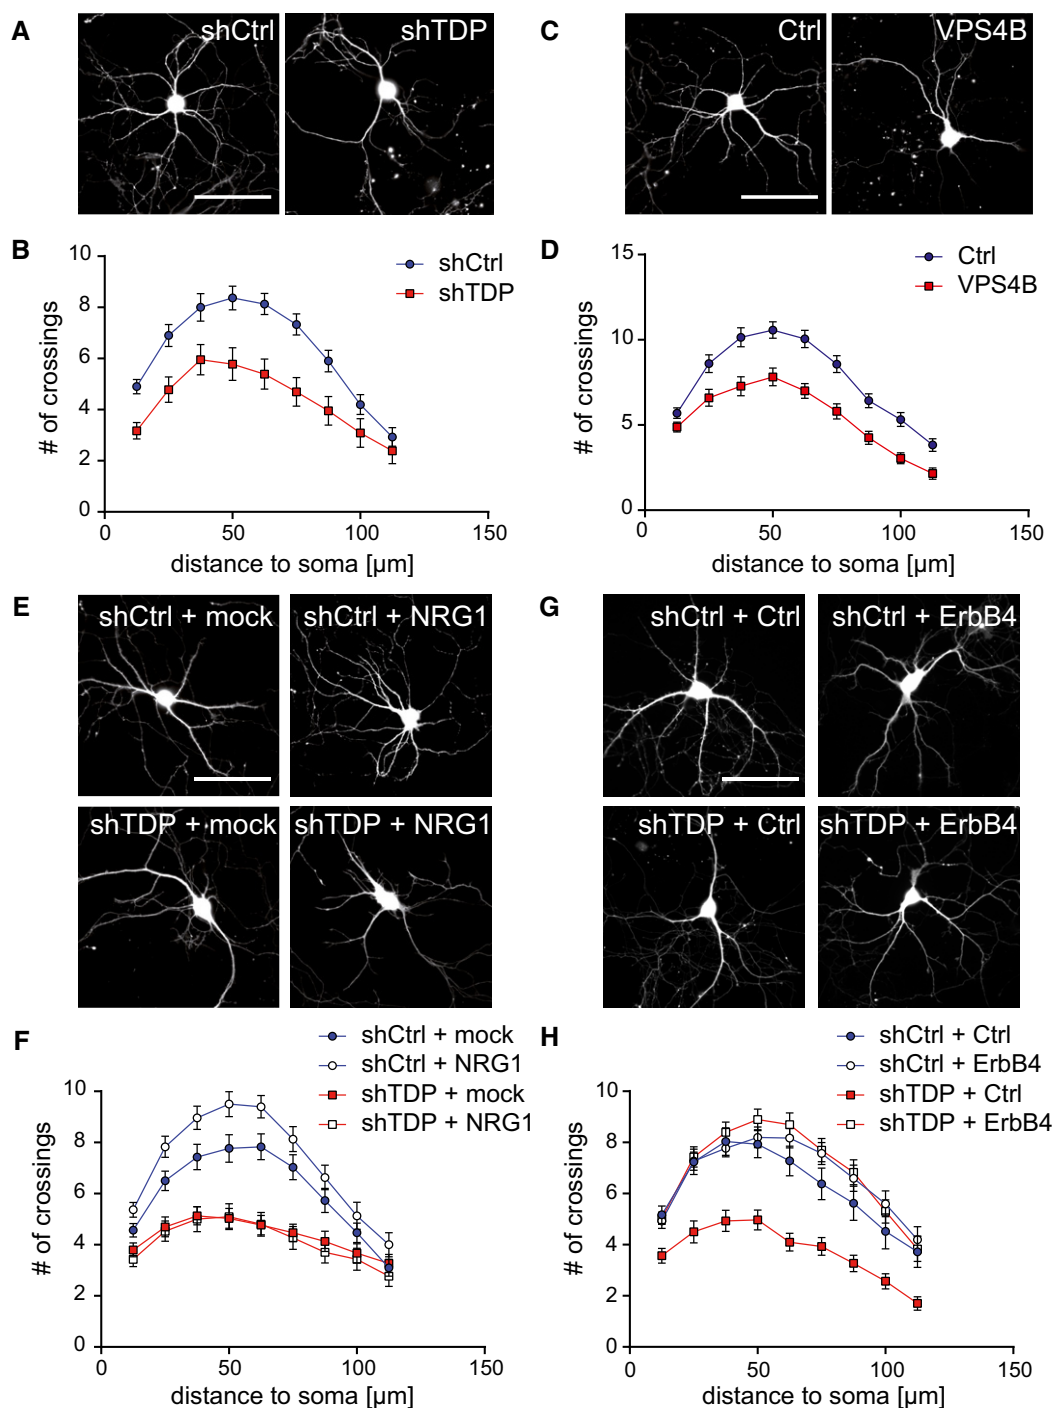 A
shCtrl
shTDP
C
Ctrl
VPS4B
B
10
8
6
4
2
0
# of crossings
shCtrl
shTDP
0
50
100
150
distance to soma [µm]
D
15
10
5
0
# of crossings
Ctrl
VPS4B
0
50
100
150
distance to soma [µm]
E
shCtrl + mock
shCtrl + NRG1
shTDP + mock
shTDP + NRG1
G
shCtrl + Ctrl
shCtrl + ErbB4
shTDP + Ctrl
shTDP + ErbB4
F
shCtrl + mock
shCtrl + NRG1
shTDP + mock
shTDP + NRG1
10
8
6
4
2
0
# of crossings
0
50
100
150
distance to soma [µm]
H
shCtrl + Ctrl
shCtrl + ErbB4
shTDP + Ctrl
shTDP + ErbB4
10
8
6
4
2
0
# of crossings
0
50
100
150
distance to soma [µm]